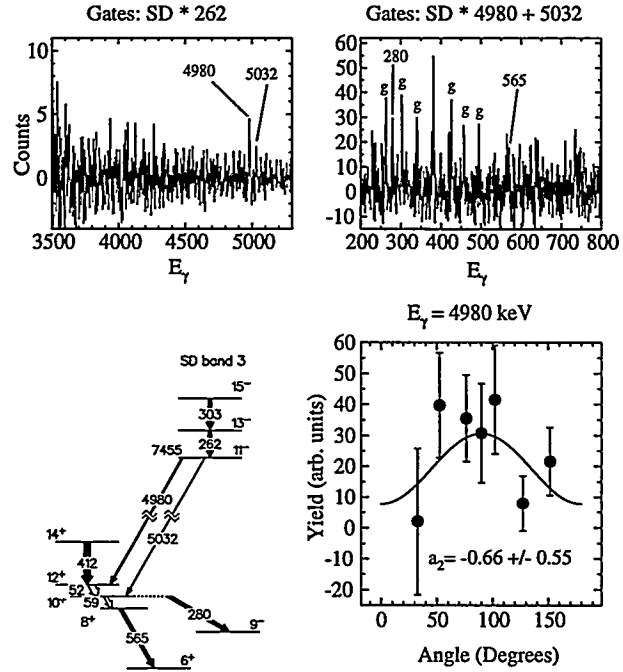 Gates: SD * 262
Gates: SD * 4980 + 5032
10
5
0
Counts
4980
5032
3500 4000 4500 5000
Eγ
60
50
40
30
20
10
0
-10
g 280 g g g g g 565
200 300 400 500 600 700 800
Eγ
SD band 3
15⁻
303
13⁻
262
7455 11⁻
4980
5032
14⁺
412
12⁺
52
10⁻
59
8⁺
280
9⁻
565
6⁺
Eγ = 4980 keV
60
50
40
30
20
10
0
-10
-20
Yield (arb. units)
a₂= -0.66 +/- 0.55
0 50 100 150
Angle (Degrees)